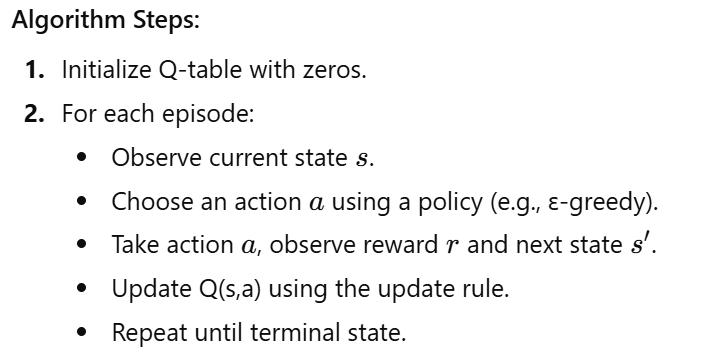 Algorithm Steps:
1. Initialize Q-table with zeros.
2. For each episode:
• Observe current state s.
• Choose an action a using a policy (e.g., ε-greedy).
• Take action a, observe reward r and next state s′.
• Update Q(s,a) using the update rule.
• Repeat until terminal state.